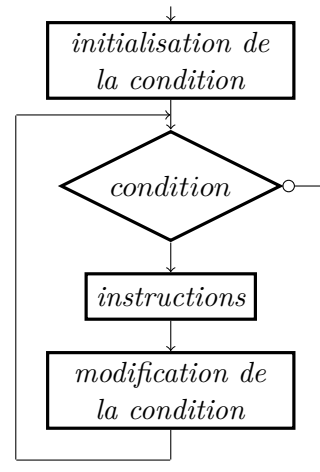 initialisation de
la condition
condition
instructions
modification de
la condition